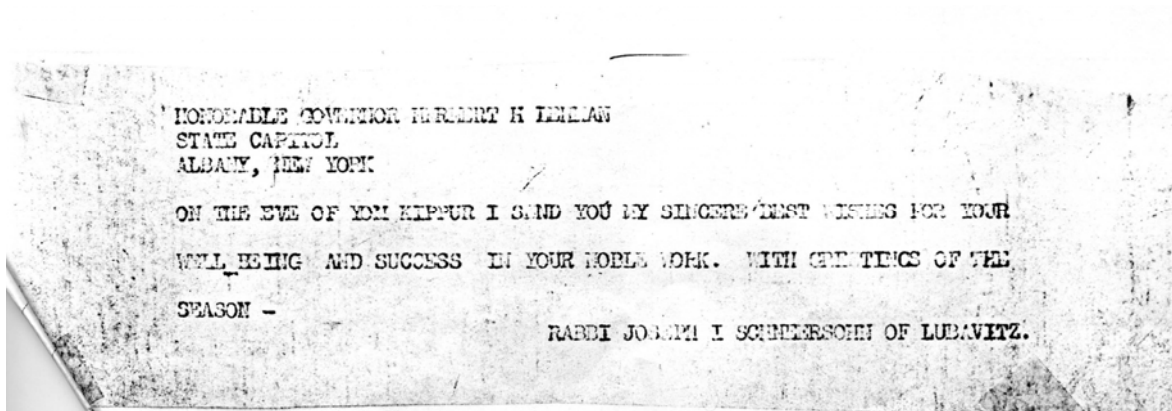 HONORABLE GOVERNOR HERBERT H LEHMAN
STATE CAPITOL
ALBANY, NEW YORK
ON THE EVE OF YOM KIPPUR I SEND YOU MY SINCERE BEST WISHES FOR YOUR
WELL BEING AND SUCCESS IN YOUR NOBLE WORK. WITH GREETINGS OF THE
SEASON -
RABBI JOSEPH I SCHNEERSOHN OF LUBAVITZ.